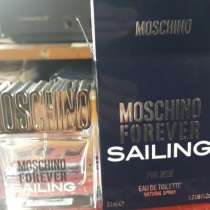 MOSCHINO
MOSCHINO
FOREVER
SAILING
MOSCHINO
MOSCHINO
FOREVER
SAILING
FOR MEN
EAU DE TOILETTE
NATURAL SPRAY